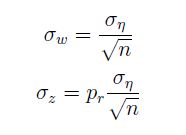 σ_w = σ_η / √n
σ_z = p_r σ_η / √n